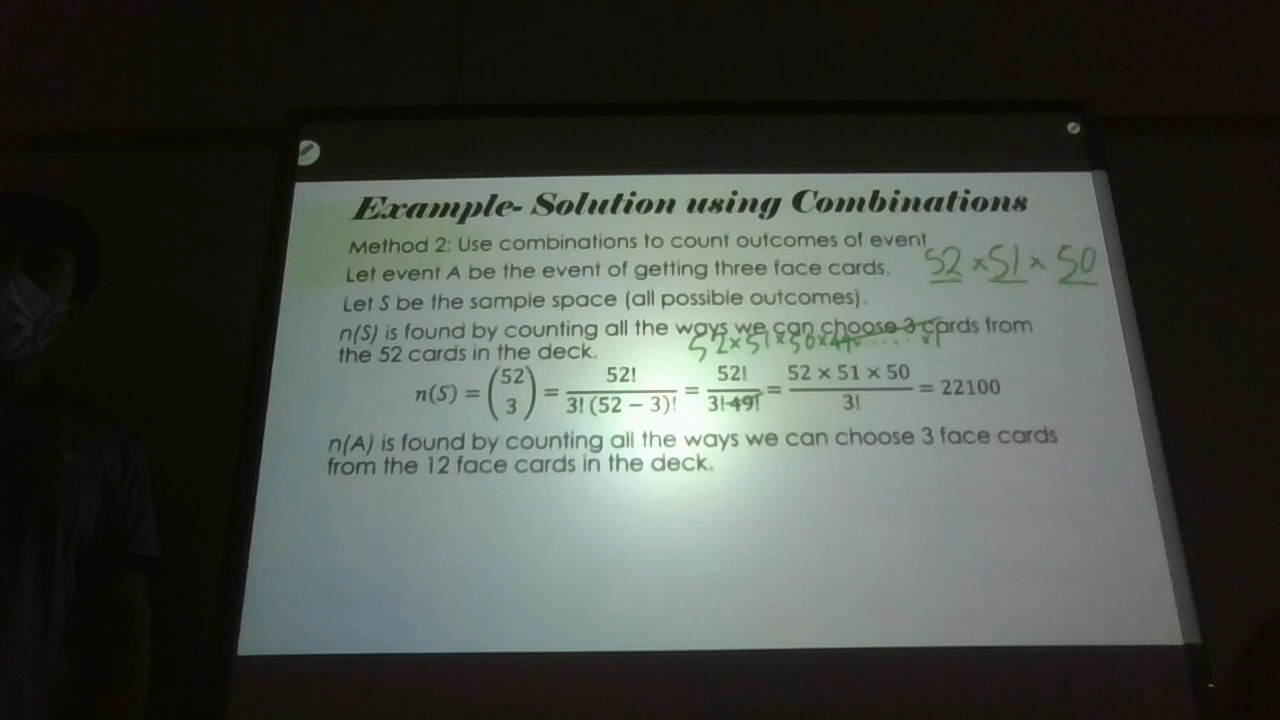 Example- Solution using Combinations
Method 2: Use combinations to count outcomes of event
Let event A be the event of getting three face cards.
52 × 51 × 50
Let S be the sample space (all possible outcomes).
n(S) is found by counting all the ways we can choose 3 cards from
the 52 cards in the deck.
52×51×50×
n(S) = (52 3) = 52! / 3! (52 − 3)! = 52! / 3! 49! = 52 × 51 × 50 / 3! = 22100
n(A) is found by counting all the ways we can choose 3 face cards
from the 12 face cards in the deck.